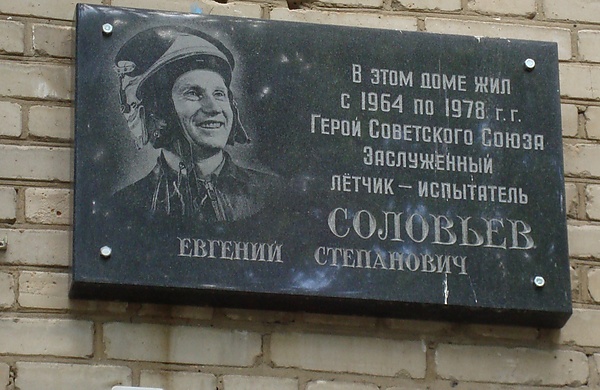 В этом доме жил
с 1964 по 1978 г.г.
Герой Советского Союза
Заслуженный
лётчик – испытатель
СОЛОВЬЕВ
ЕВГЕНИЙ СТЕПАНОВИЧ